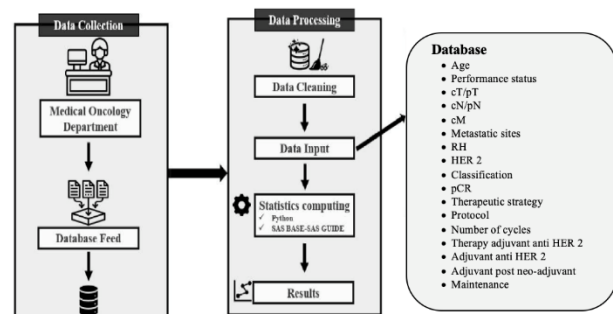 Data Collection
Medical Oncology
Department
Database Feed
Data Processing
Data Cleaning
Data Input
Statistics computing
✓ Python
✓ SAS BASE-SAS GUIDE
Results
Database
• Age
• Performance status
• cT/pT
• cN/pN
• cM
• Metastatic sites
• RH
• HER 2
• Classification
• pCR
• Therapeutic strategy
• Protocol
• Number of cycles
• Therapy adjuvant anti HER 2
• Adjuvant anti HER 2
• Adjuvant post neo-adjuvant
• Maintenance